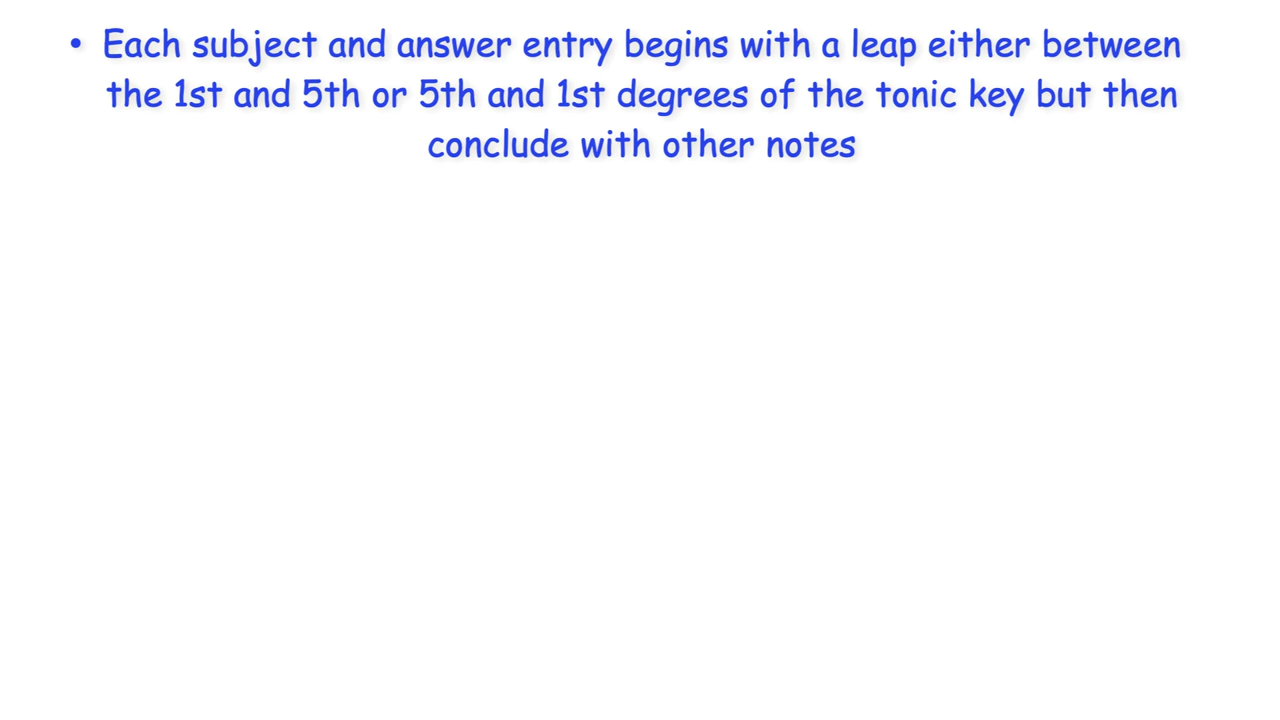 • Each subject and answer entry begins with a leap either between
the 1st and 5th or 5th and 1st degrees of the tonic key but then
conclude with other notes